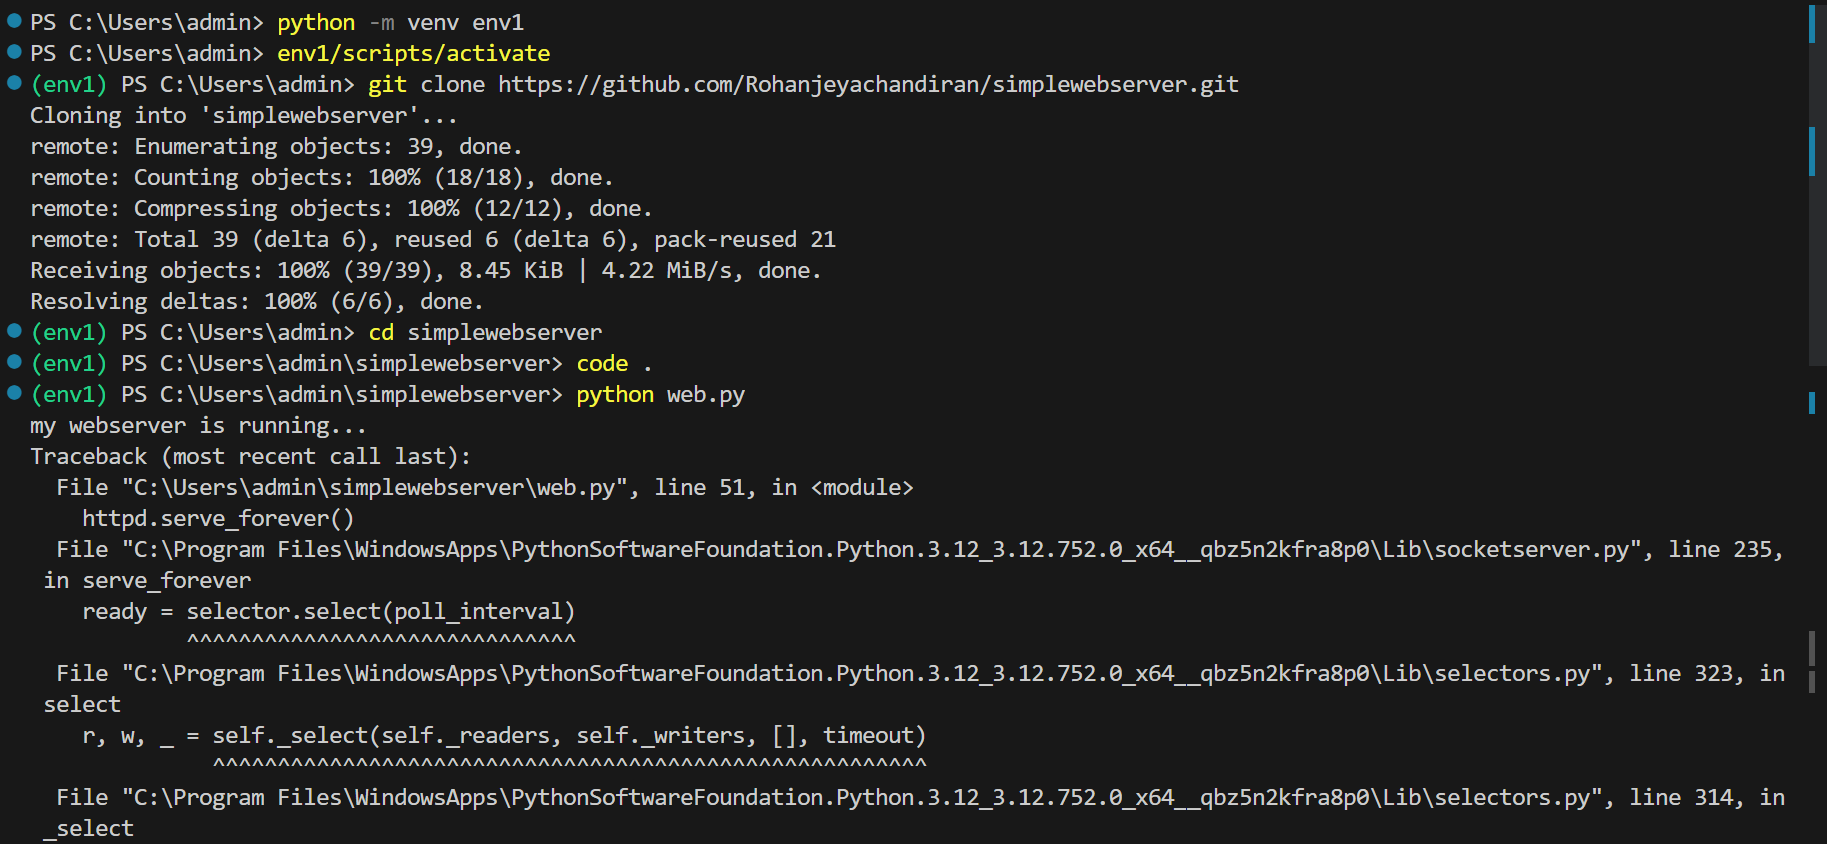 PS C:\Users\admin> python -m venv env1
PS C:\Users\admin> env1/scripts/activate
(env1) PS C:\Users\admin> git clone https://github.com/Rohanjeyachandiran/simplewebserver.git
Cloning into 'simplewebserver'...
remote: Enumerating objects: 39, done.
remote: Counting objects: 100% (18/18), done.
remote: Compressing objects: 100% (12/12), done.
remote: Total 39 (delta 6), reused 6 (delta 6), pack-reused 21
Receiving objects: 100% (39/39), 8.45 KiB | 4.22 MiB/s, done.
Resolving deltas: 100% (6/6), done.
(env1) PS C:\Users\admin> cd simplewebserver
(env1) PS C:\Users\admin\simplewebserver> code .
(env1) PS C:\Users\admin\simplewebserver> python web.py
my webserver is running...
Traceback (most recent call last):
  File "C:\Users\admin\simplewebserver\web.py", line 51, in <module>
    httpd.serve_forever()
  File "C:\Program Files\WindowsApps\PythonSoftwareFoundation.Python.3.12_3.12.752.0_x64__qbz5n2kfra8p0\Lib\socketserver.py", line 235,
 in serve_forever
    ready = selector.select(poll_interval)
            ^^^^^^^^^^^^^^^^^^^^^^^^^^^^^^
  File "C:\Program Files\WindowsApps\PythonSoftwareFoundation.Python.3.12_3.12.752.0_x64__qbz5n2kfra8p0\Lib\selectors.py", line 323, in
 select
    r, w, _ = self._select(self._readers, self._writers, [], timeout)
              ^^^^^^^^^^^^^^^^^^^^^^^^^^^^^^^^^^^^^^^^^^^^^^^^^^^^^^^
  File "C:\Program Files\WindowsApps\PythonSoftwareFoundation.Python.3.12_3.12.752.0_x64__qbz5n2kfra8p0\Lib\selectors.py", line 314, in
 _select